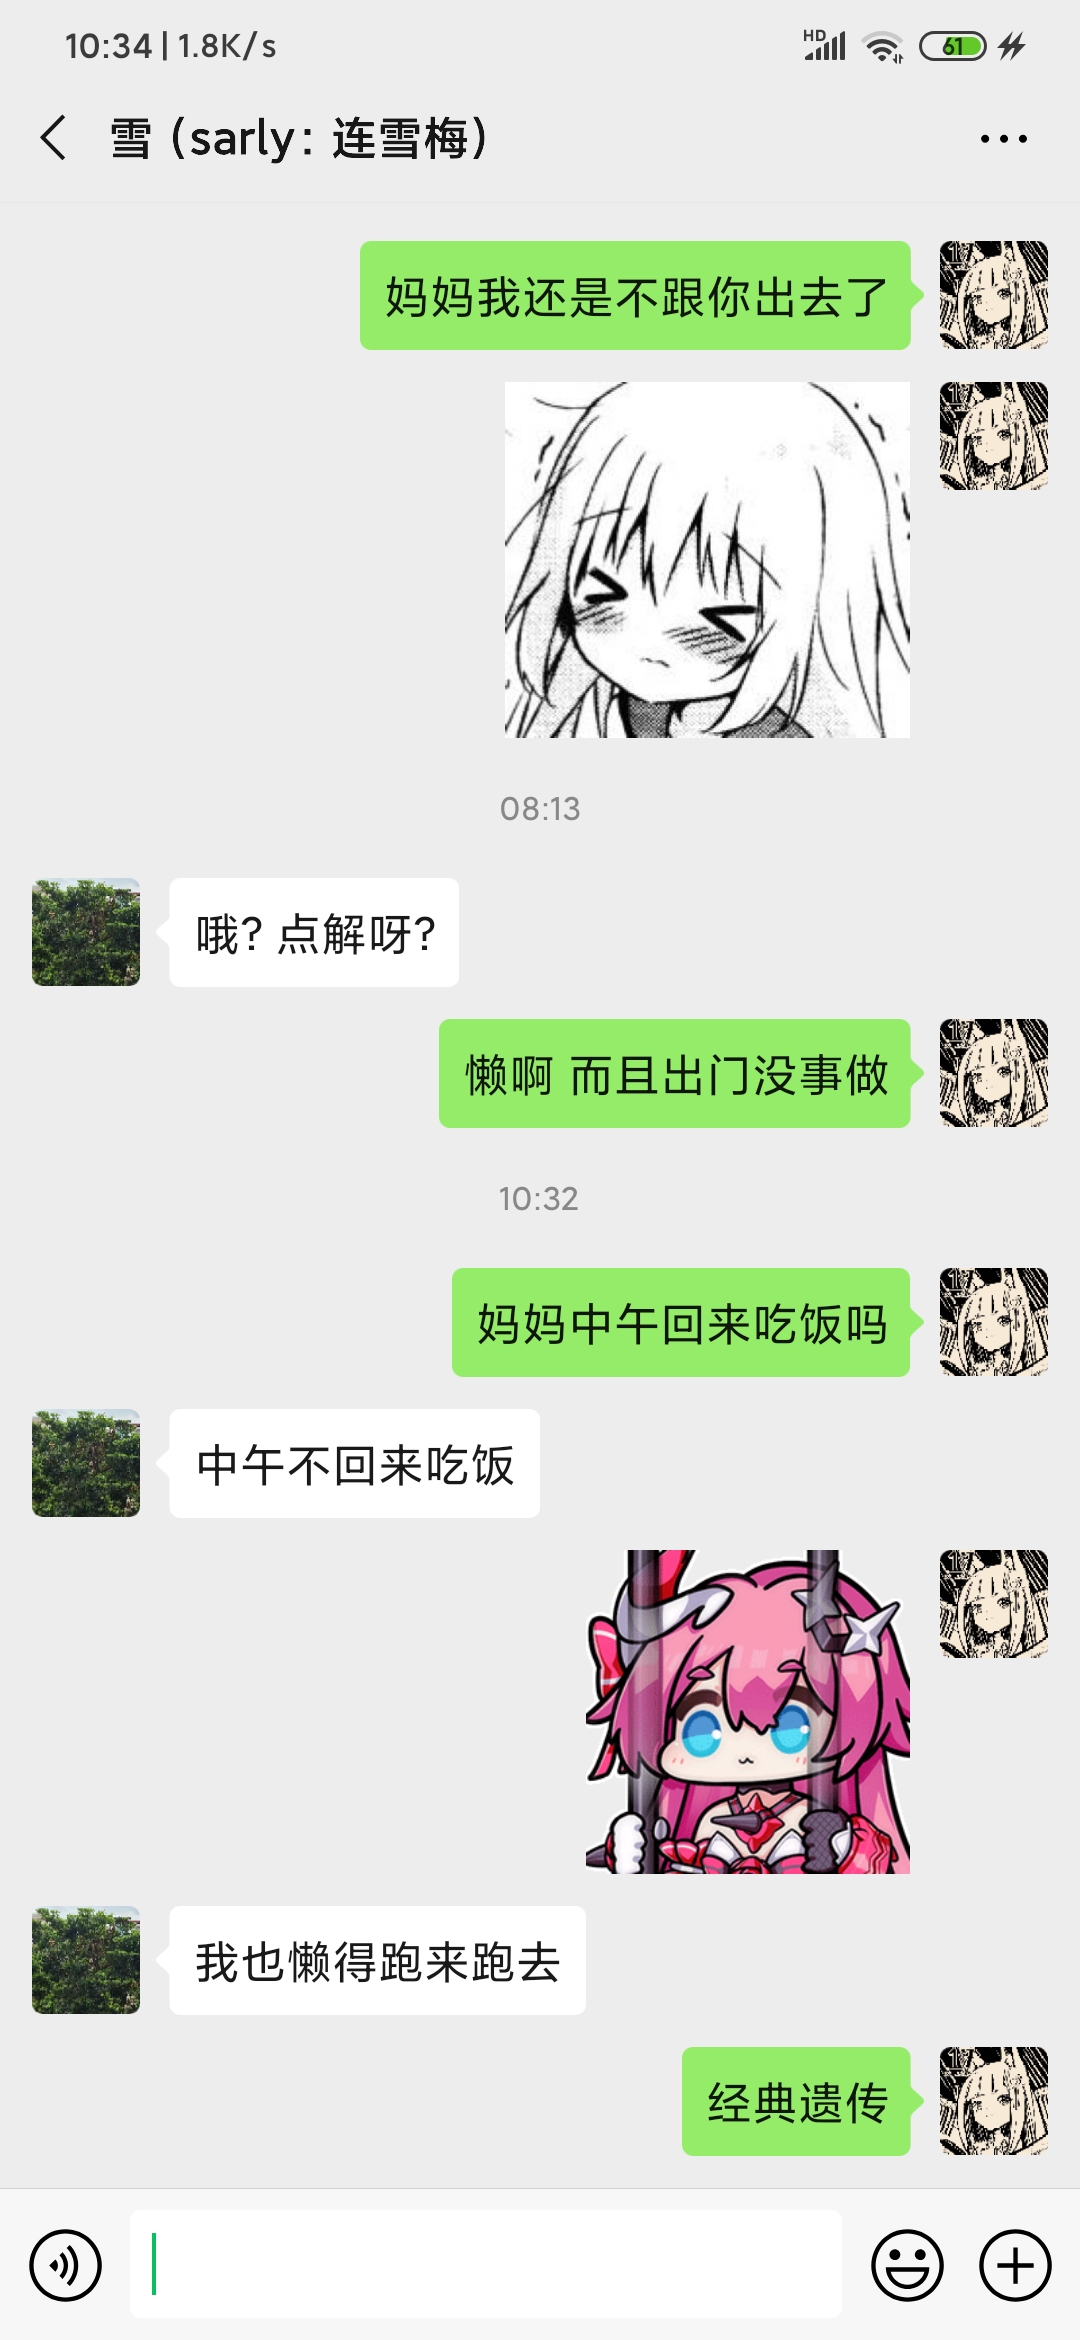 10:34 | 1.8K/s
HD
61
雪（sarly：连雪梅）
妈妈我还是不跟你出去了
08:13
哦？点解呀？
懒啊 而且出门没事做
10:32
妈妈中午回来吃饭吗
中午不回来吃饭
我也懒得跑来跑去
经典遗传